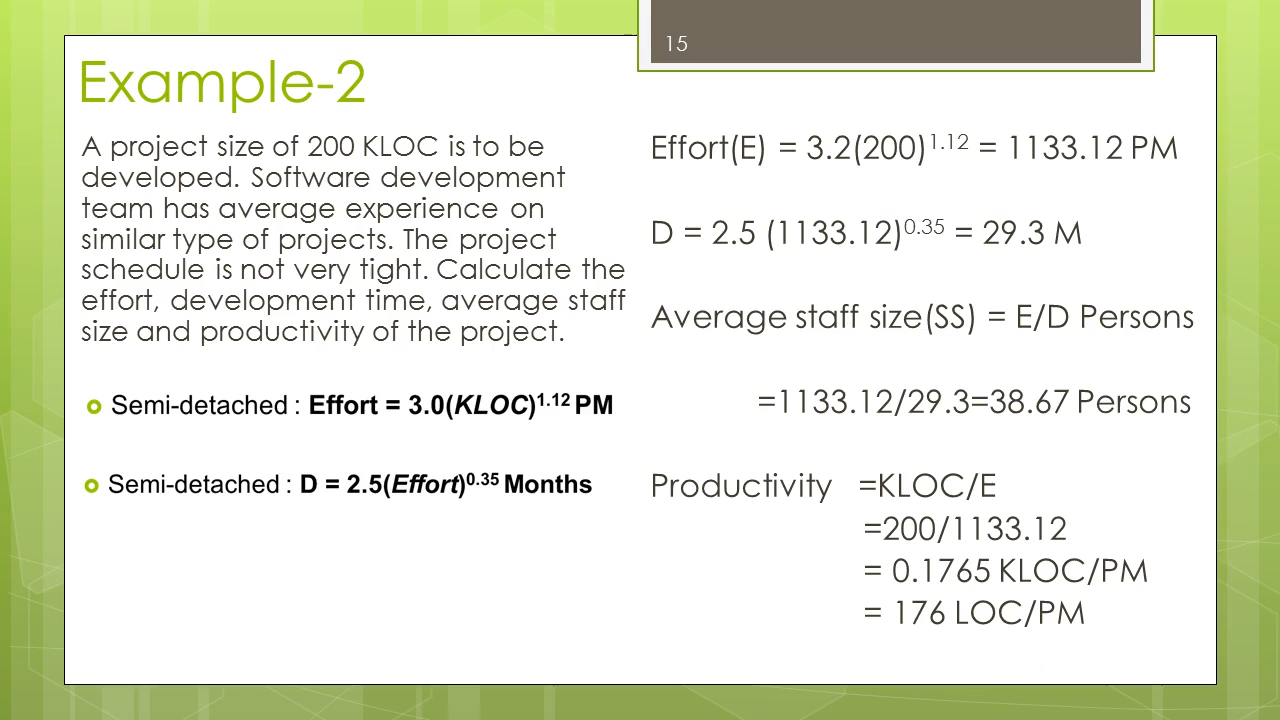 15
Example-2
A project size of 200 KLOC is to be
developed. Software development
team has average experience on
similar type of projects. The project
schedule is not very tight. Calculate the
effort, development time, average staff
size and productivity of the project.
Semi-detached : Effort = 3.0(KLOC)^1.12 PM
Semi-detached : D = 2.5(Effort)^0.35 Months
Effort(E) = 3.2(200)^1.12 = 1133.12 PM
D = 2.5 (1133.12)^0.35 = 29.3 M
Average staff size(SS) = E/D Persons
=1133.12/29.3=38.67 Persons
Productivity =KLOC/E
=200/1133.12
= 0.1765 KLOC/PM
= 176 LOC/PM